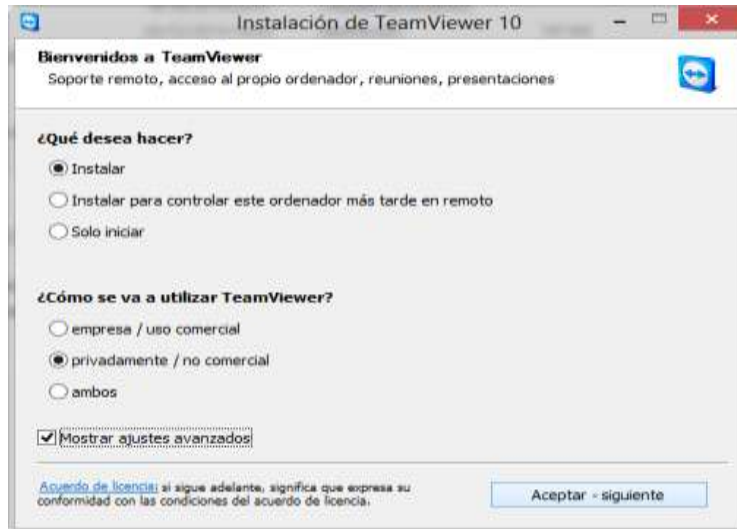 Instalación de TeamViewer 10
Bienvenidos a TeamViewer
Soporte remoto, acceso al propio ordenador, reuniones, presentaciones
¿Qué desea hacer?
Instalar
Instalar para controlar este ordenador más tarde en remoto
Solo iniciar
¿Cómo se va a utilizar TeamViewer?
empresa / uso comercial
privadamente / no comercial
ambos
Mostrar ajustes avanzados
Acuerdo de licencia: si sigue adelante, significa que expresa su
conformidad con las condiciones del acuerdo de licencia.
Aceptar - siguiente